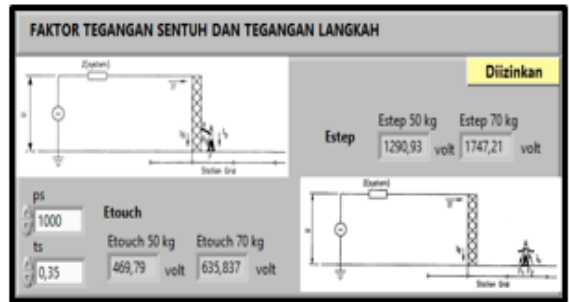 FAKTOR TEGANGAN SENTUH DAN TEGANGAN LANGKAH
Z(system)
Station Grid
Diizinkan
Estep
Estep 50 kg
Estep 70 kg
1290,93 volt
1747,21 volt
ps
1000
ts
0,35
Etouch
Etouch 50 kg
Etouch 70 kg
469,79 volt
635,837 volt
Z(system)
Station Grid